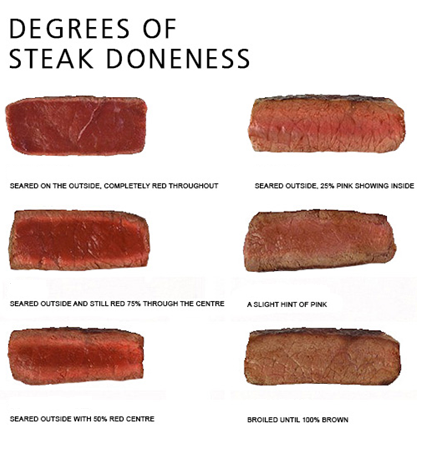 DEGREES OF
STEAK DONENESS
SEARED ON THE OUTSIDE, COMPLETELY RED THROUGHOUT
SEARED OUTSIDE, 25% PINK SHOWING INSIDE
SEARED OUTSIDE AND STILL RED 75% THROUGH THE CENTRE
A SLIGHT HINT OF PINK
SEARED OUTSIDE WITH 50% RED CENTRE
BROILED UNTIL 100% BROWN